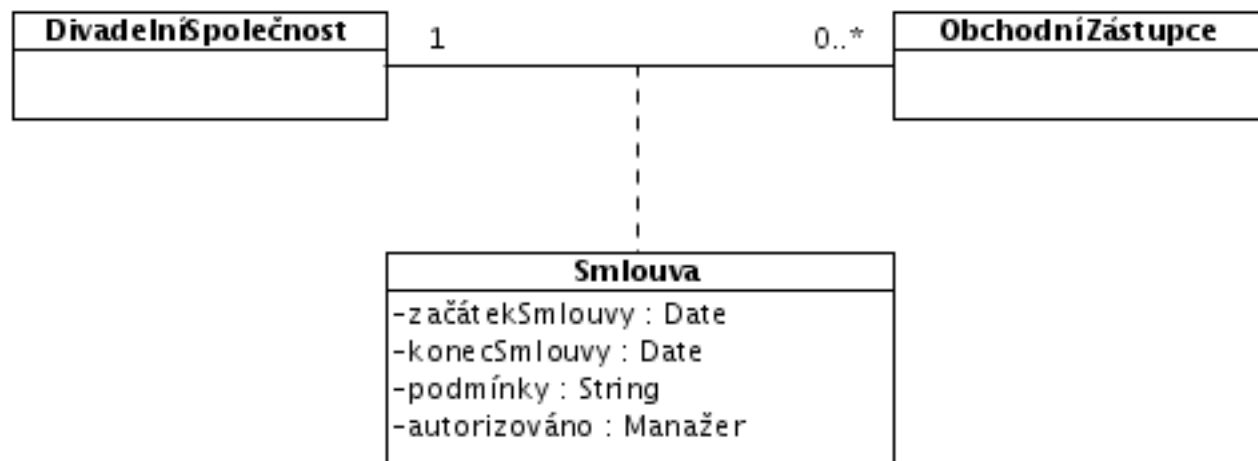 DivadelníSpolečnost
1
0..*
ObchodníZástupce
Smlouva
-začátekSmlouvy : Date
-konecSmlouvy : Date
-podmínky : String
-autorizováno : Manažer